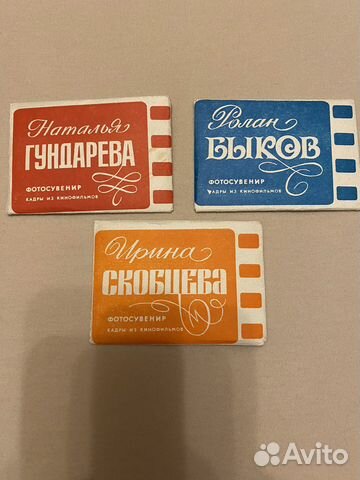 Наталья
ГУНДАРЕВА
ФОТОСУВЕНИР
КАДРЫ ИЗ КИНОФИЛЬМОВ
Ролан
БЫКОВ
ФОТОСУВЕНИР
КАДРЫ ИЗ КИНОФИЛЬМОВ
Ирина
СКОБЦЕВА
ФОТОСУВЕНИР
КАДРЫ ИЗ КИНОФИЛЬМОВ
Avito